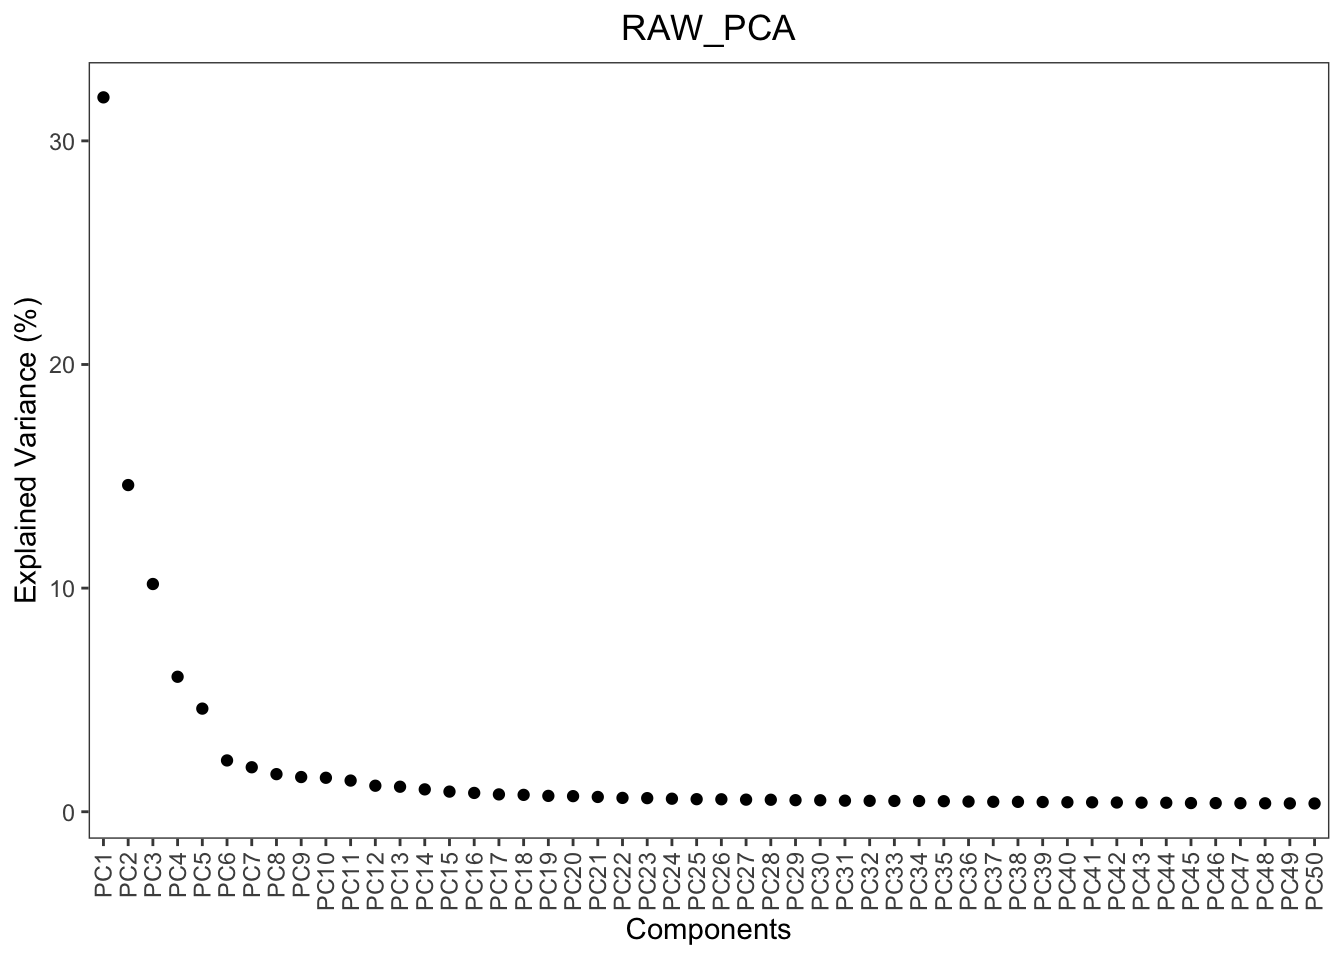 RAW_PCA
Explained Variance (%)
30
20
10
0
PC1 PC2 PC3 PC4 PC5 PC6 PC7 PC8 PC9 PC10 PC11 PC12 PC13 PC14 PC15 PC16 PC17 PC18 PC19 PC20 PC21 PC22 PC23 PC24 PC25 PC26 PC27 PC28 PC29 PC30 PC31 PC32 PC33 PC34 PC35 PC36 PC37 PC38 PC39 PC40 PC41 PC42 PC43 PC44 PC45 PC46 PC47 PC48 PC49 PC50
Components